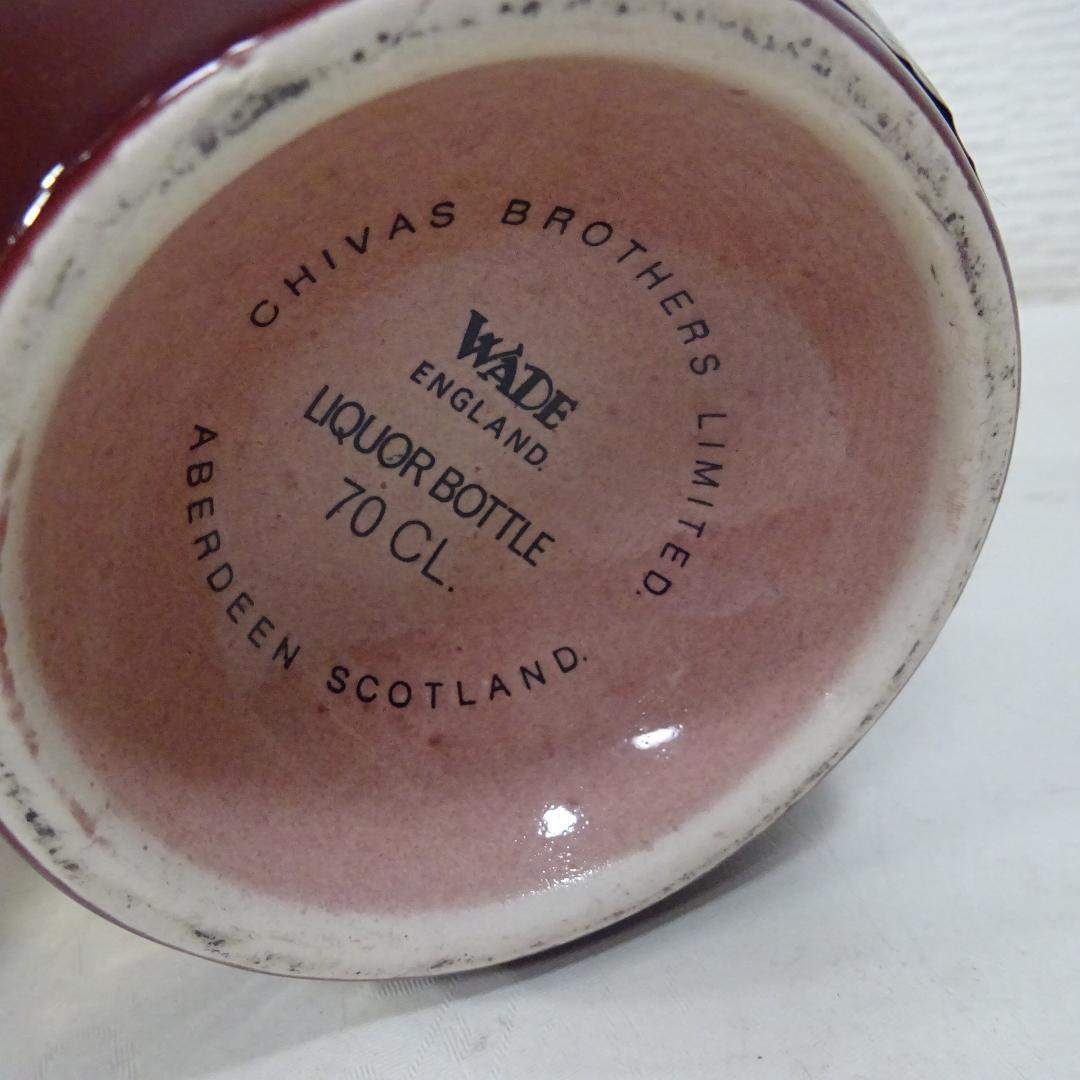 CHIVAS BROTHERS LIMITED.
WADE
ENGLAND.
LIQUOR BOTTLE
70 CL.
ABERDEEN SCOTLAND.